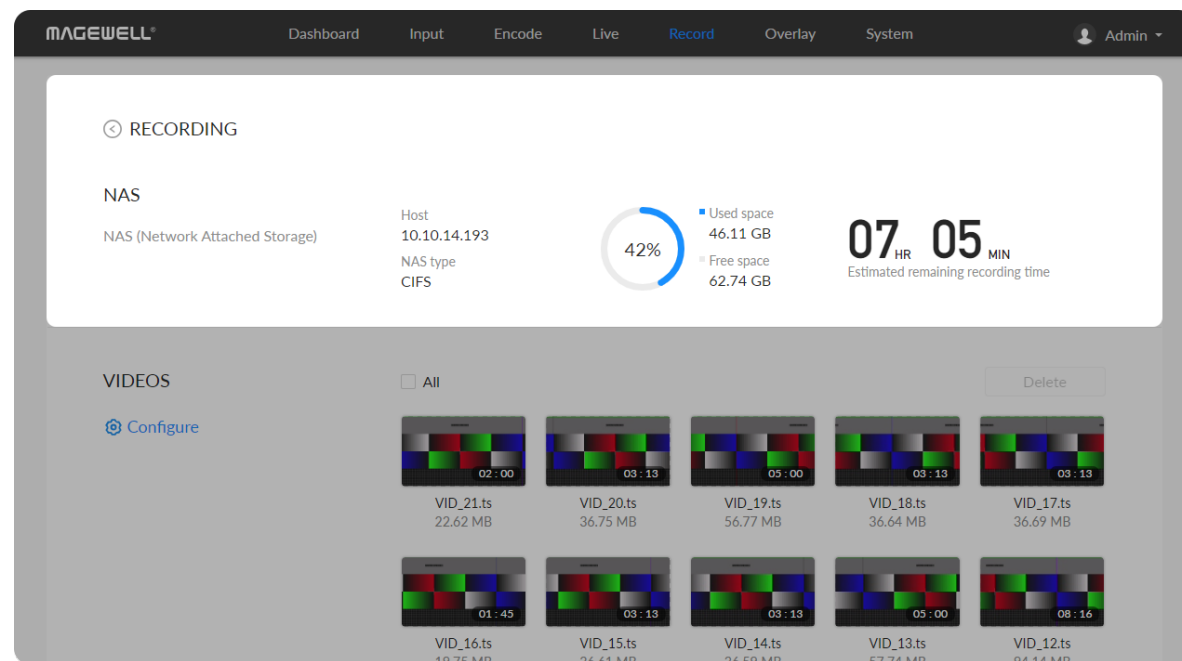 MAGEWELL®
Dashboard Input Encode Live Record Overlay System Admin
RECORDING
NAS
NAS (Network Attached Storage)
Host
10.10.14.193
NAS type
CIFS
42%
Used space
46.11 GB
Free space
62.74 GB
07 HR 05 MIN
Estimated remaining recording time
VIDEOS
Configure
All
Delete
02 : 00 03 : 13 05 : 00 03 : 13 03 : 13
VID_21.ts VID_20.ts VID_19.ts VID_18.ts VID_17.ts
22.62 MB 36.75 MB 56.77 MB 36.64 MB 36.69 MB
01 : 45 03 : 13 03 : 13 05 : 00 08 : 16
VID_16.ts VID_15.ts VID_14.ts VID_13.ts VID_12.ts